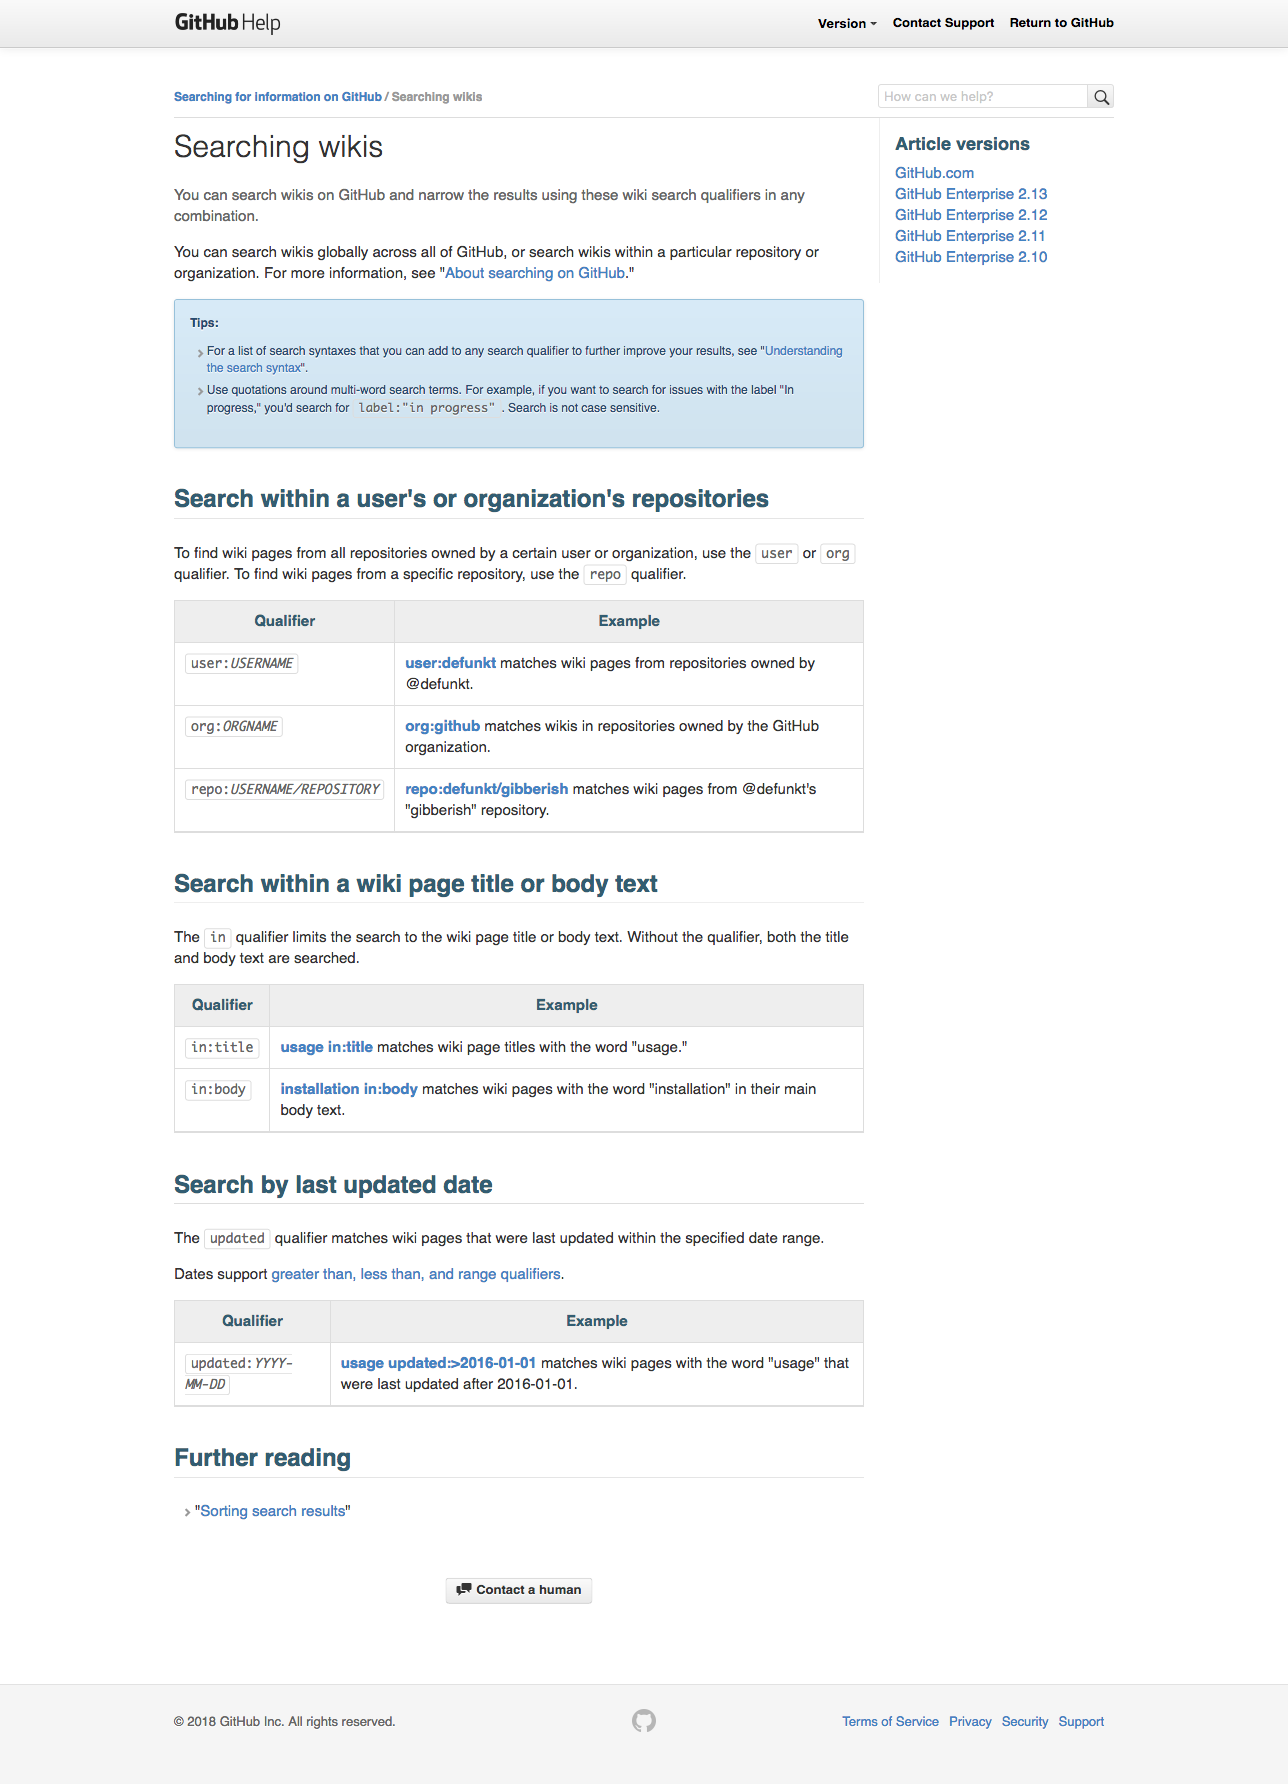 GitHub Help
Version
Contact Support
Return to GitHub
Searching for information on GitHub / Searching wikis
How can we help?
Searching wikis
You can search wikis on GitHub and narrow the results using these wiki search qualifiers in any
combination.
You can search wikis globally across all of GitHub, or search wikis within a particular repository or
organization. For more information, see "About searching on GitHub."
Article versions
GitHub.com
GitHub Enterprise 2.13
GitHub Enterprise 2.12
GitHub Enterprise 2.11
GitHub Enterprise 2.10
Tips:
For a list of search syntaxes that you can add to any search qualifier to further improve your results, see "Understanding
the search syntax".
Use quotations around multi-word search terms. For example, if you want to search for issues with the label "In
progress," you'd search for label:"in progress" . Search is not case sensitive.
Search within a user's or organization's repositories
To find wiki pages from all repositories owned by a certain user or organization, use the user or org
qualifier. To find wiki pages from a specific repository, use the repo qualifier.
Qualifier
Example
user:USERNAME
user:defunkt matches wiki pages from repositories owned by
@defunkt.
org:ORGNAME
org:github matches wikis in repositories owned by the GitHub
organization.
repo:USERNAME/REPOSITORY
repo:defunkt/gibberish matches wiki pages from @defunkt's
"gibberish" repository.
Search within a wiki page title or body text
The in qualifier limits the search to the wiki page title or body text. Without the qualifier, both the title
and body text are searched.
Qualifier
Example
in:title
usage in:title matches wiki page titles with the word "usage."
in:body
installation in:body matches wiki pages with the word "installation" in their main
body text.
Search by last updated date
The updated qualifier matches wiki pages that were last updated within the specified date range.
Dates support greater than, less than, and range qualifiers.
Qualifier
Example
updated:YYYY-
MM-DD
usage updated:>2016-01-01 matches wiki pages with the word "usage" that
were last updated after 2016-01-01.
Further reading
"Sorting search results"
Contact a human
© 2018 GitHub Inc. All rights reserved.
Terms of Service
Privacy
Security
Support